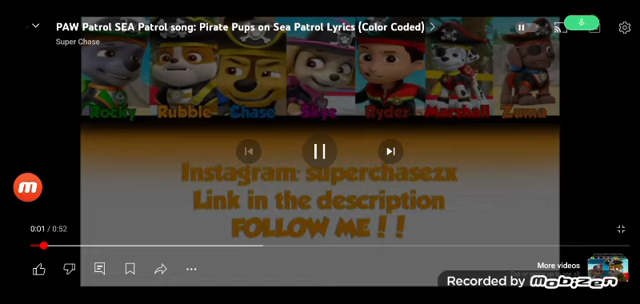 PAW Patrol SEA Patrol song: Pirate Pups on Sea Patrol Lyrics (Color Coded)
Super Chase
Rocky
Rubble
Chase
Skye
Ryder
Marshall
Zuma
Instagram: superchasezx
Link in the description
FOLLOW ME ! !
m
0:01 / 0:52
More videos
Recorded by mobizen